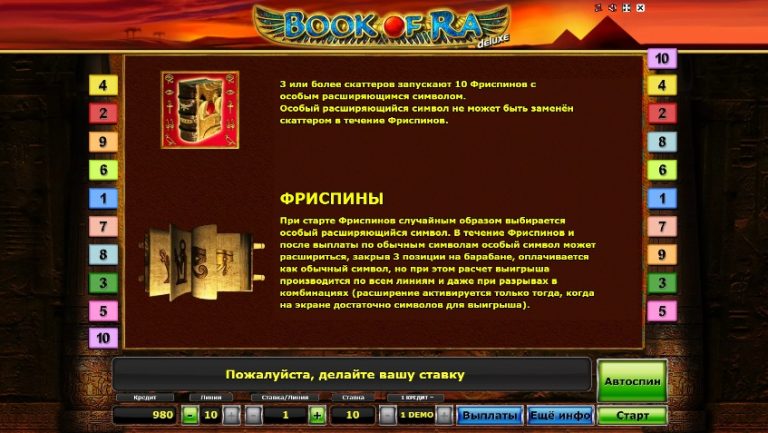 BOOK OF RA
deluxe
10
4
2
9
6
1
7
8
3
5
10
3 или более скаттеров запускают 10 Фриспинов с
особым расширяющимся символом.
Особый расширяющийся символ не может быть заменён
скаттером в течение Фриспинов.
ФРИСПИНЫ
При старте Фриспинов случайным образом выбирается
особый расширяющийся символ. В течение Фриспинов и
после выплаты по обычным символам особый символ может
расшириться, закрыв 3 позиции на барабане, оплачивается
как обычный символ, но при этом расчет выигрыша
производится по всем линиям и даже при разрывах в
комбинациях (расширение активируется только тогда, когда
на экране достаточно символов для выигрыша).
4
2
8
6
1
7
9
3
5
Пожалуйста, делайте вашу ставку
Автоспин
Кредит Линии Ставка/Линия Ставка 1 КРЕДИТ =
980 - 10 + - 1 + 10 - 1 DEMO + Выплаты Ещё инфо Старт